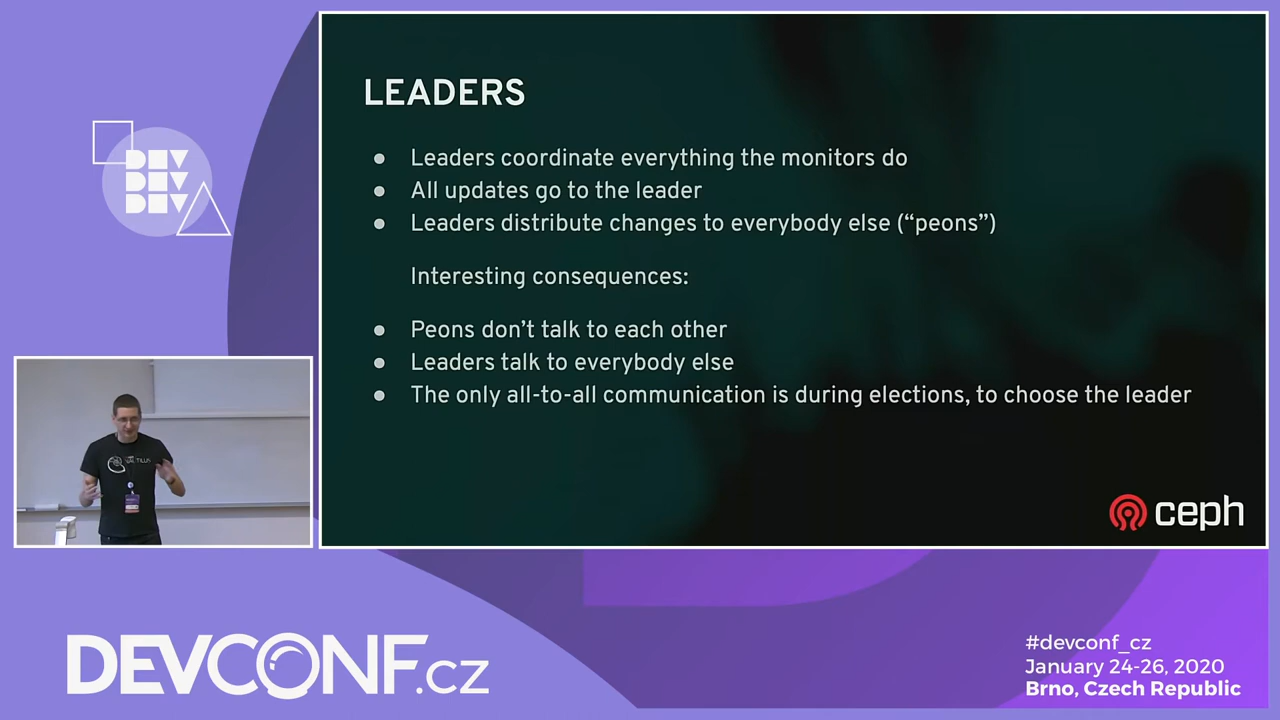 LEADERS
● Leaders coordinate everything the monitors do
● All updates go to the leader
● Leaders distribute changes to everybody else (“peons”)
Interesting consequences:
● Peons don’t talk to each other
● Leaders talk to everybody else
● The only all-to-all communication is during elections, to choose the leader
ceph
DEV
DEV
DEV
NAUTILUS
DEVCONF.cz
#devconf_cz
January 24-26, 2020
Brno, Czech Republic